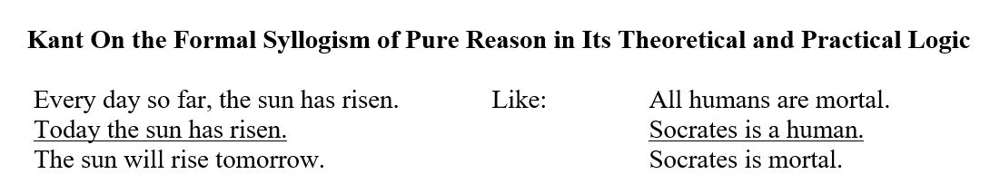 Kant On the Formal Syllogism of Pure Reason in Its Theoretical and Practical Logic
Every day so far, the sun has risen. Like: All humans are mortal.
Today the sun has risen. Socrates is a human.
The sun will rise tomorrow. Socrates is mortal.